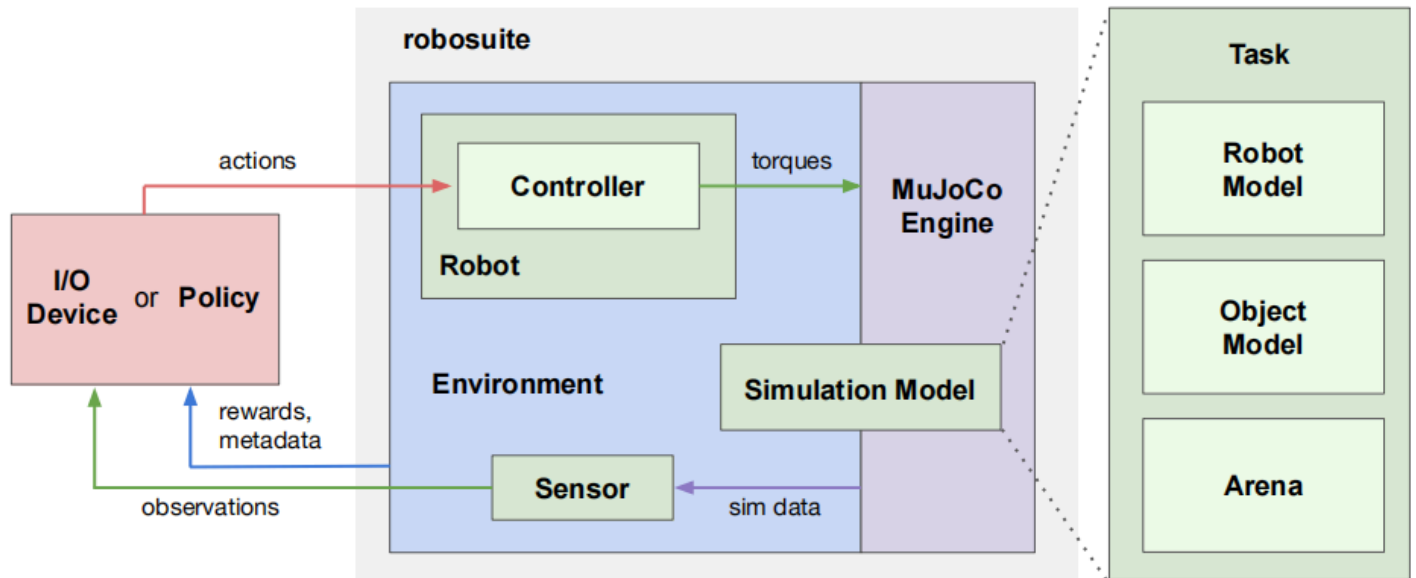 robosuite
Task
actions
Controller
torques
MuJoCo
Engine
Robot
Robot
Model
I/O
Device
or
Policy
Environment
Simulation Model
Object
Model
rewards,
metadata
Sensor
observations
sim data
Arena